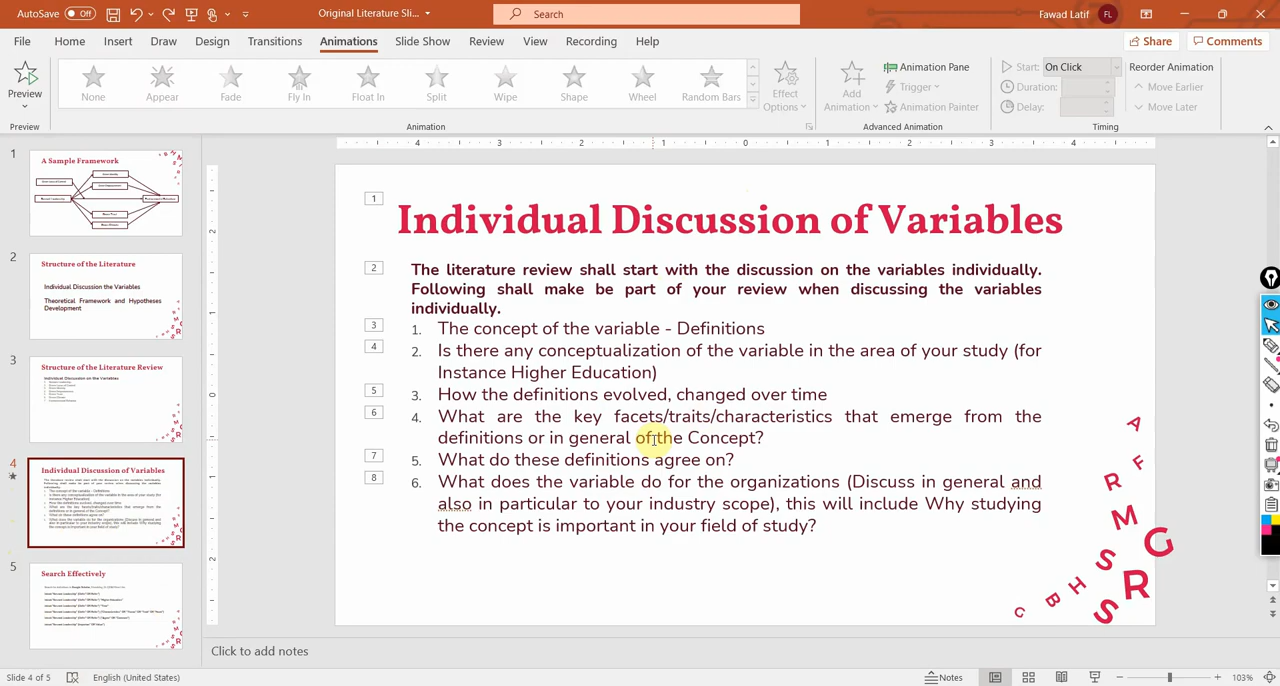 AutoSave Off Original Literature Sli... Search Fawad Latif FL
File Home Insert Draw Design Transitions Animations Slide Show Review View Recording Help Share Comments
Preview None Appear Fade Fly In Float In Split Wipe Shape Wheel Random Bars Effect Options Add Animation Animation Pane Trigger Animation Painter Start: On Click Duration: Delay: Reorder Animation Move Earlier Move Later
Preview Animation Advanced Animation Timing
1
A Sample Framework
2
Structure of the Literature
Individual Discussion the Variables
Theoretical Framework and Hypotheses
Development
3
Structure of the Literature Review
Individual Discussion on the Variables
4
Individual Discussion of Variables
5
Search Effectively
1
Individual Discussion of Variables
2
The literature review shall start with the discussion on the variables individually.
Following shall make be part of your review when discussing the variables
individually.
3
1. The concept of the variable - Definitions
4
2. Is there any conceptualization of the variable in the area of your study (for
Instance Higher Education)
5
3. How the definitions evolved, changed over time
6
4. What are the key facets/traits/characteristics that emerge from the
definitions or in general of the Concept?
7
5. What do these definitions agree on?
8
6. What does the variable do for the organizations (Discuss in general and
also in particular to your industry scope), this will include Why studying
the concept is important in your field of study?
A
F
R
M
G
S
R
H
B
S
C
Click to add notes
Slide 4 of 5 English (United States) Notes 103%